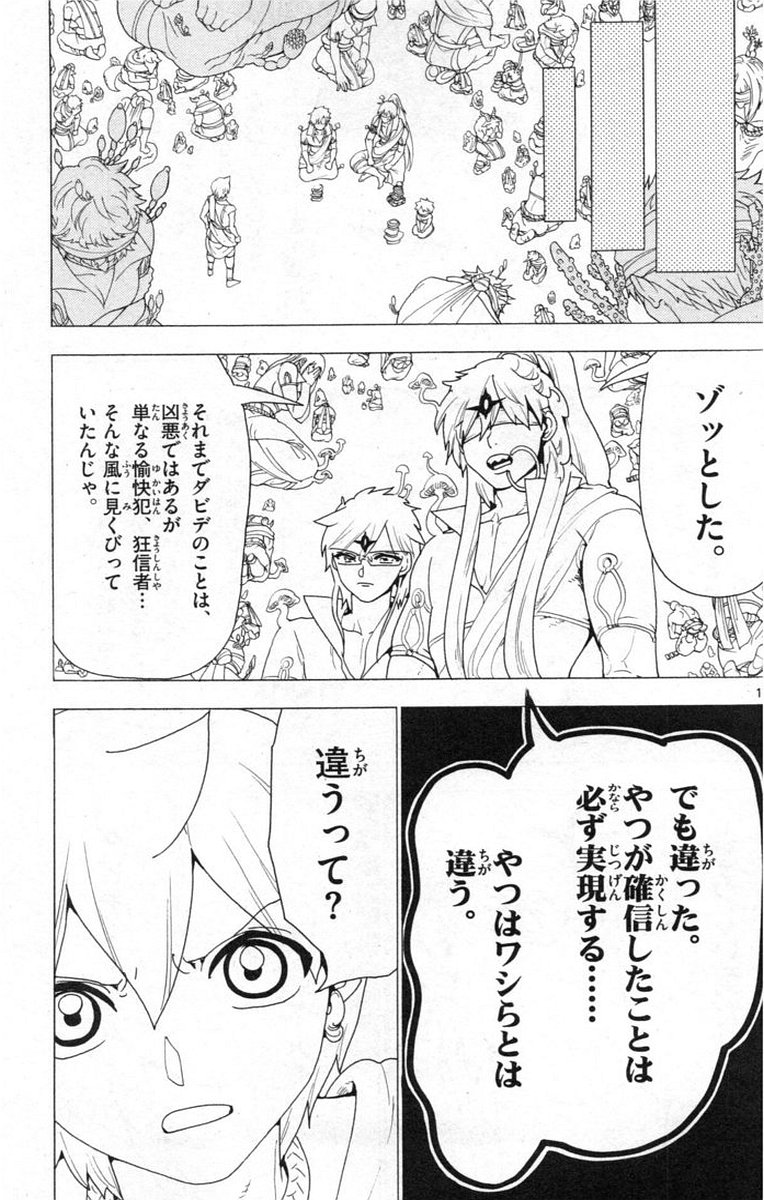 ゾッとした。
それまでダビデのことは、
凶悪ではあるが
単なる愉快犯、狂信者…
そんな風に見くびって
いたんじゃ。
1
でも違った。
やつが確信したことは
必ず実現する……
やつはワシらとは
違う。
違うって?